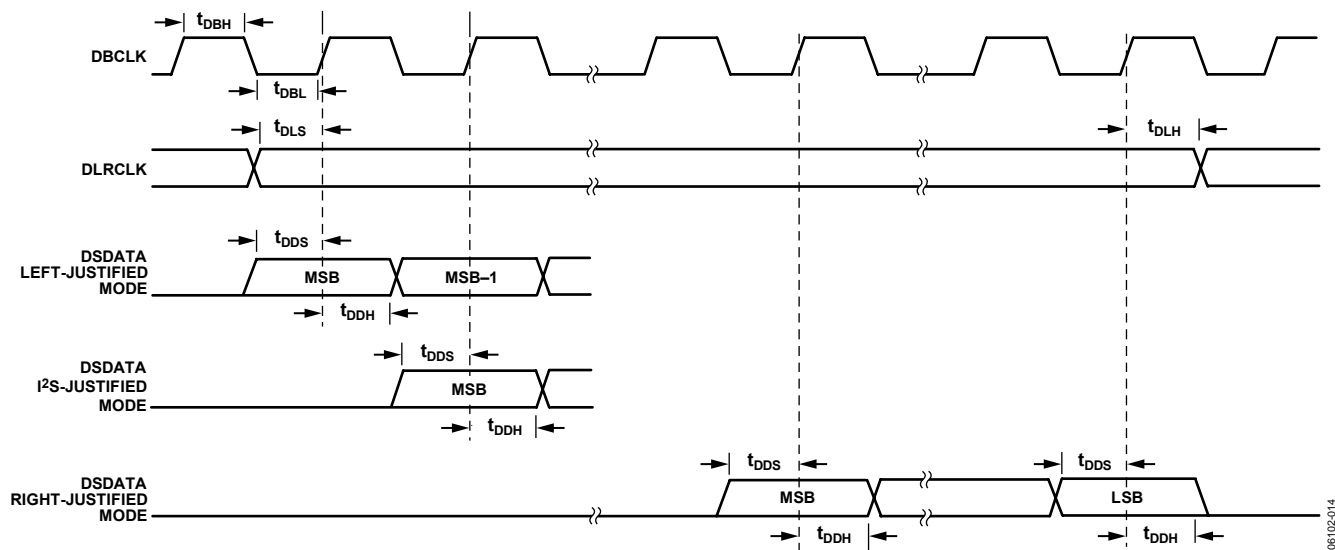 tDBH
DBCLK
tDBL
tDLS
tDLH
DLRCLK
tDDS
DSDATA
LEFT-JUSTIFIED
MODE
MSB
MSB–1
tDDH
tDDS
DSDATA
I2S-JUSTIFIED
MODE
MSB
tDDH
tDDS
tDDS
DSDATA
RIGHT-JUSTIFIED
MODE
MSB
LSB
tDDH
tDDH
06102-014